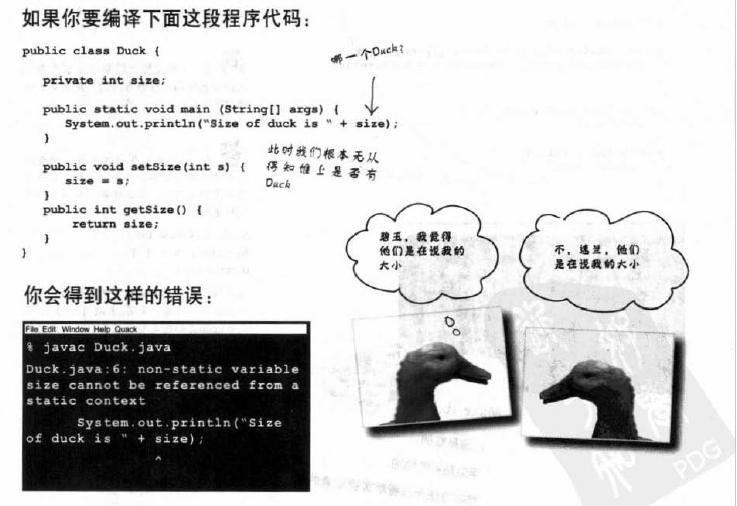 如果你要编译下面这段程序代码：
public class Duck {
private int size;
哪一个Duck?
public static void main (String[] args) {
System.out.println(“Size of duck is “ + size);
}
此时我们根本无从
得知堆上是否有
Duck
public void setSize(int s) {
size = s;
}
public int getSize() {
return size;
}
}
碧玉，我觉得
他们是在说我的
大小
不，逑兰，他们
是在说我的大小
你会得到这样的错误：
File Edit Window Help Quack
% javac Duck.java
Duck.java:6: non-static variable
size cannot be referenced from a
static context
System.out.println(“Size
of duck is “ + size);
^
PDG